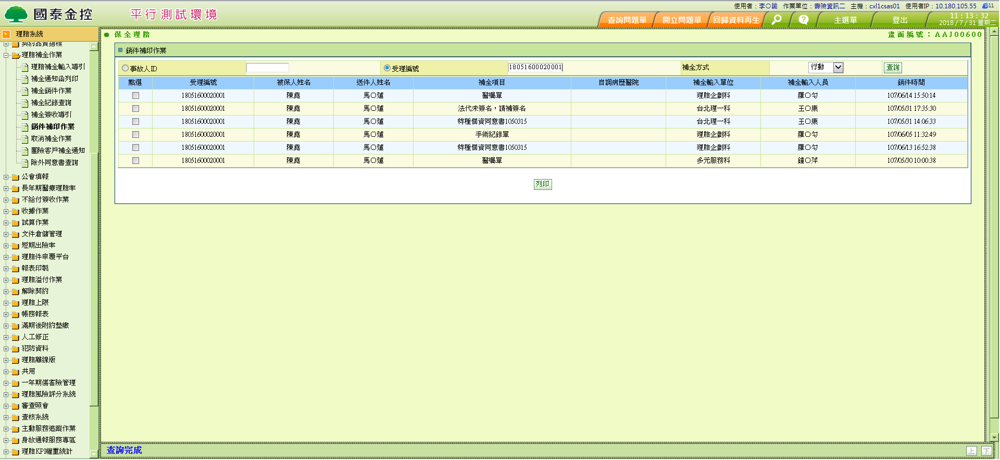 國泰金控
平行測試環境
使用者：李○諭 作業單位：壽險資訊二 主機：cxl1csas01 使用者IP：10.180.105.55 11
查詢問題單 開立問題單 回歸資料再生 主選單 登出
11：13：32
2018 / 7 / 31 星期二
理賠系統
契約品質指標
理賠補全作業
理賠補全輸入導引
補全通知函列印
補全銷件作業
補全紀錄查詢
補全簽收導引
銷件補印作業
取消補全作業
團險客戶補全通知
除外同意書查詢
公會填報
長年期醫療理賠率
不給付簽收作業
收據作業
試算作業
文件倉儲管理
短期出險率
理賠件申覆平台
報表印製
理賠溢付作業
解除契約
理賠上限
帳務報表
滿期後附約墊繳
人工修正
犯防資料
理賠離線版
共用
一年期傷害險管理
理賠風險評分系統
審查照會
查核系統
主動服務追蹤作業
身故通報服務專區
理賠KPI權重統計
保全理賠
畫面編號：AAJ00600
銷件補印作業
事故人ID 受理編號 18051600020001 補全方式 行動 查詢
點選 受理編號 被保人姓名 送件人姓名 補全項目 自調病歷醫院 補全輸入單位 補全輸入人員 銷件時間
18051600020001 陳堯 馬○蓮 醫囑單 理賠企劃科 羅○勻 107/06/14 15:50:14
18051600020001 陳堯 馬○蓮 法代未簽名，請補簽名 台北理一科 王○康 107/05/31 17:35:30
18051600020001 陳堯 馬○蓮 特種個資同意書1050315 台北理一科 王○康 107/05/31 14:06:33
18051600020001 陳堯 馬○蓮 手術紀錄單 理賠企劃科 羅○勻 107/06/05 11:32:49
18051600020001 陳堯 馬○蓮 特種個資同意書1050315 理賠企劃科 羅○勻 107/06/13 16:52:38
18051600020001 陳堯 馬○蓮 醫囑單 多元服務科 鐘○萍 107/05/30 10:00:38
列印
查詢完成
上 下